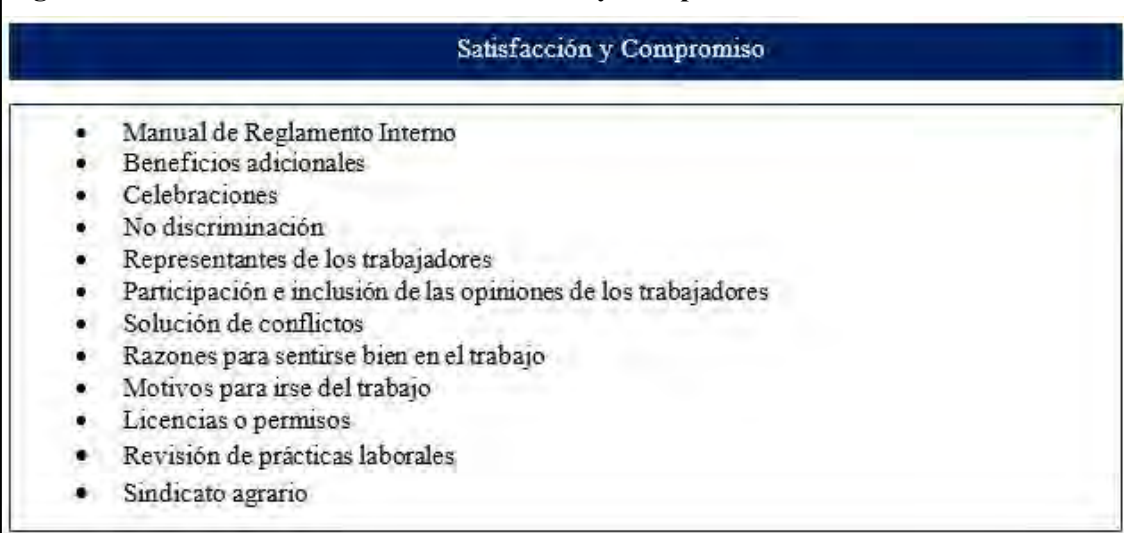 Satisfacción y Compromiso
• Manual de Reglamento Interno
• Beneficios adicionales
• Celebraciones
• No discriminación
• Representantes de los trabajadores
• Participación e inclusión de las opiniones de los trabajadores
• Solución de conflictos
• Razones para sentirse bien en el trabajo
• Motivos para irse del trabajo
• Licencias o permisos
• Revisión de prácticas laborales
• Sindicato agrario